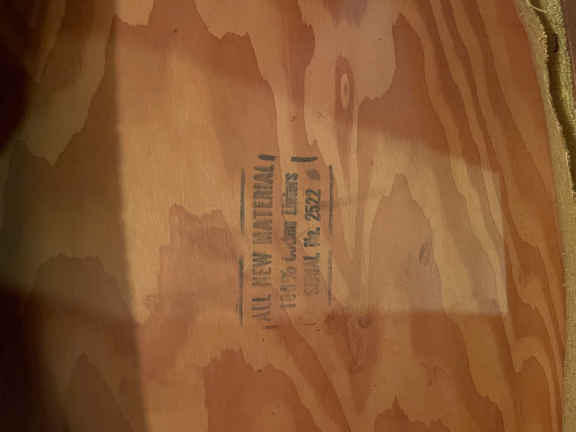 ALL NEW MATERIAL
100% Cotton Linters
SERIAL No. 2522